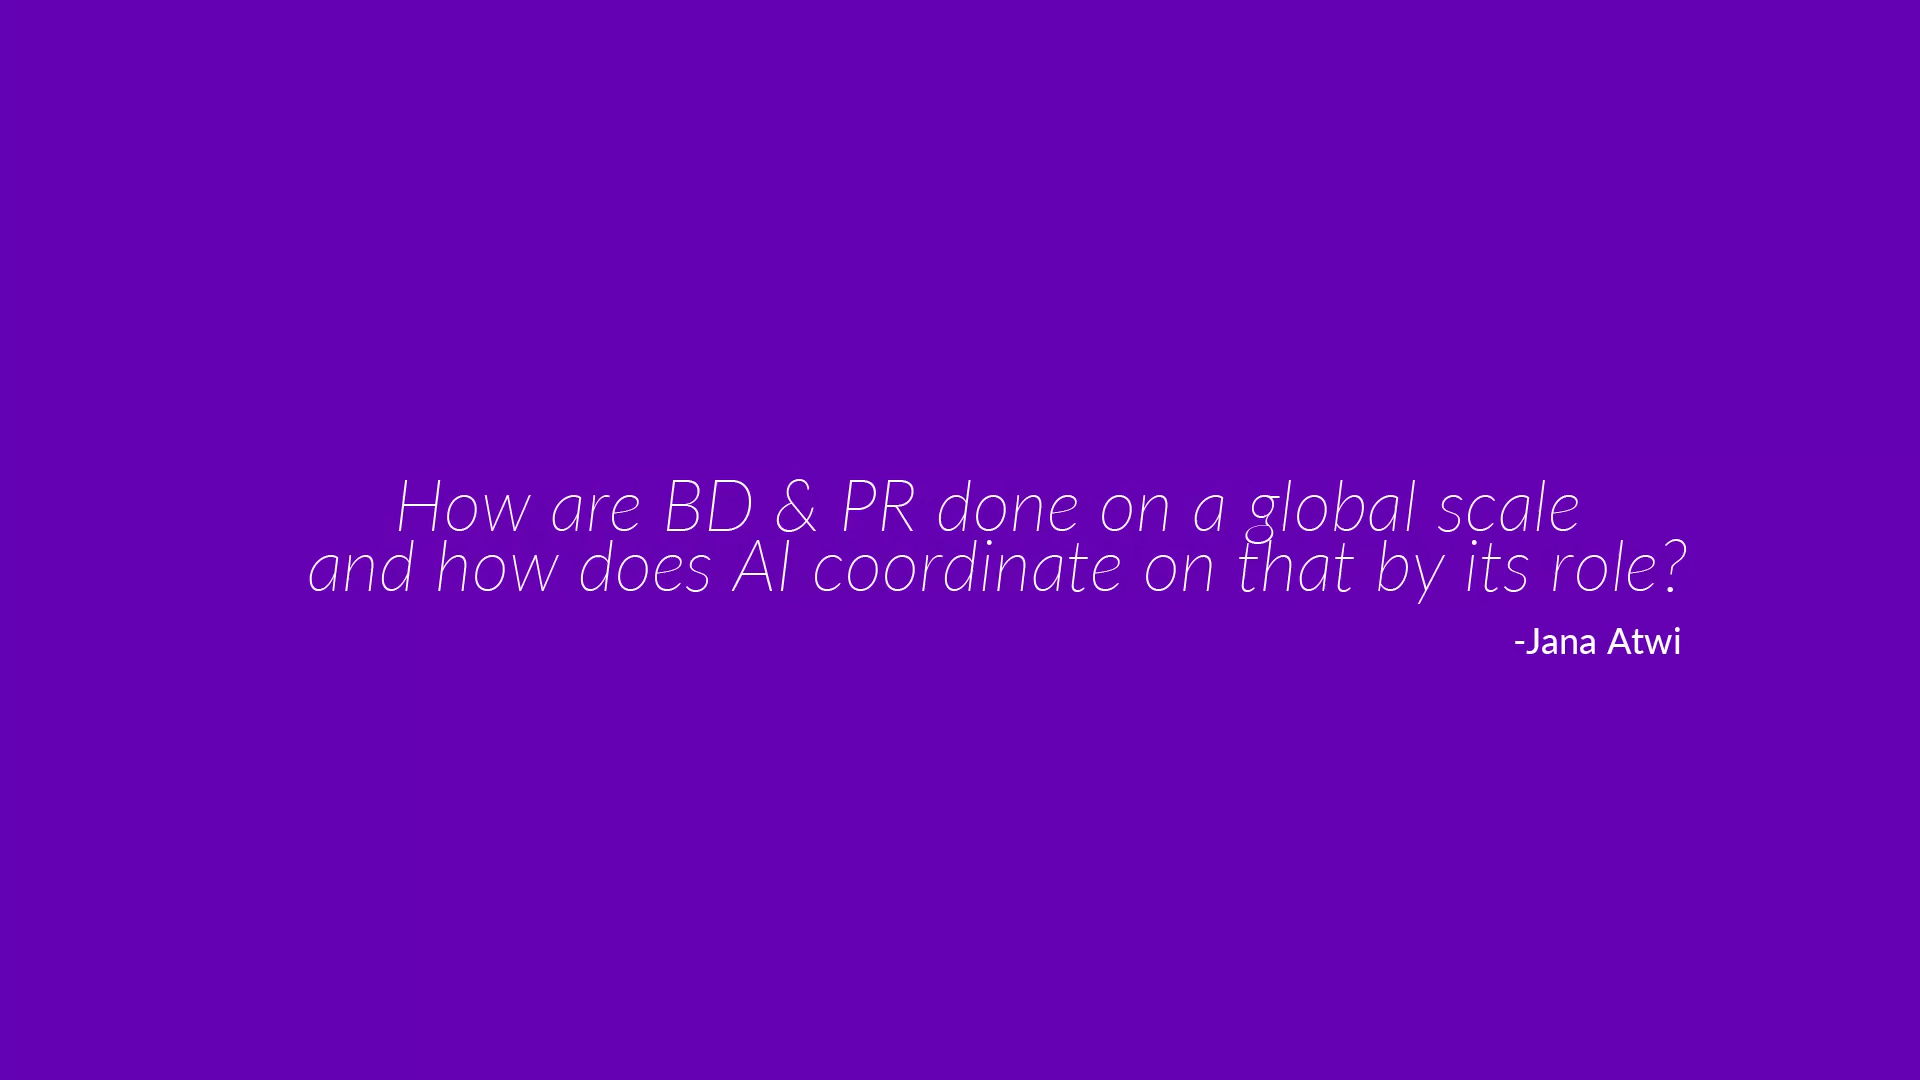 How are BD & PR done on a global scale
and how does AI coordinate on that by its role?
-Jana Atwi